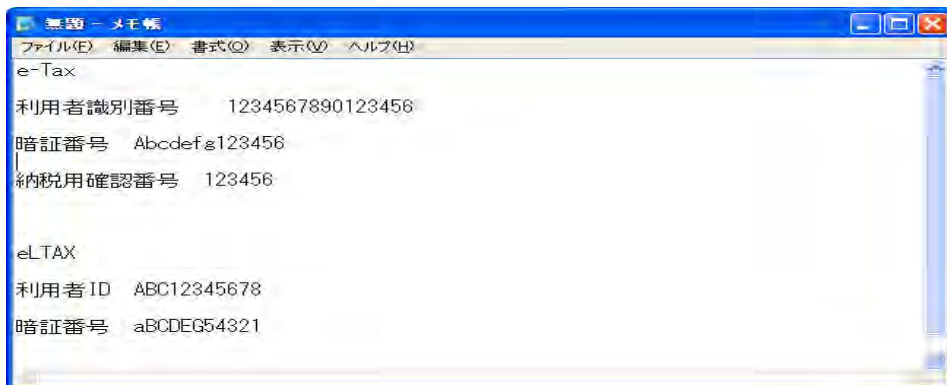 無題 - メモ帳
ファイル(F) 編集(E) 書式(O) 表示(V) ヘルプ(H)
e-Tax
利用者識別番号 1234567890123456
暗証番号 Abcdefg123456
納税用確認番号 123456
eLTAX
利用者ID ABC12345678
暗証番号 aBCDEG54321